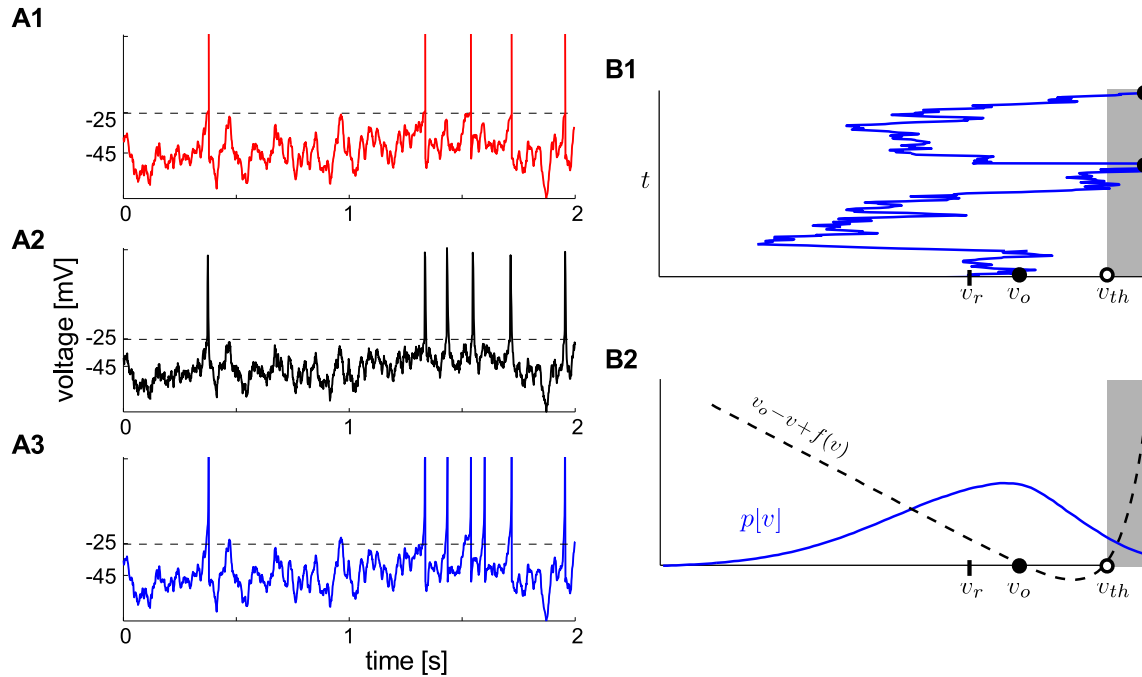 A1
-25
-45
0 1 2
A2
voltage [mV]
-25
-45
0 1 2
A3
-25
-45
0 1 2
time [s]
B1
t
v_r v_o v_th
B2
v_o−v+f(v)
p[v]
v_r v_o v_th